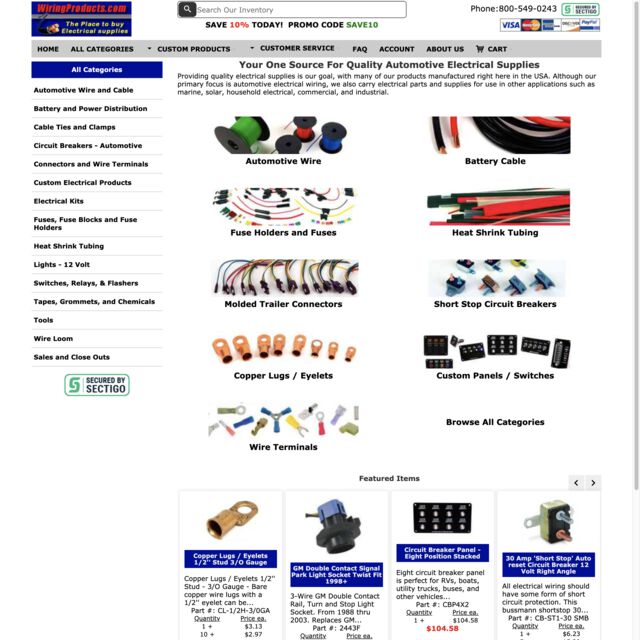 WiringProducts.com
The Place to buy
Electrical supplies
Search Our Inventory
Phone:800-549-0243
SECURED BY
SECTIGO
SAVE 10% TODAY! PROMO CODE SAVE10
VISA
DISCOVER
PayPal
HOME ALL CATEGORIES CUSTOM PRODUCTS CUSTOMER SERVICE FAQ ACCOUNT ABOUT US CART
All Categories
Automotive Wire and Cable
Battery and Power Distribution
Cable Ties and Clamps
Circuit Breakers - Automotive
Connectors and Wire Terminals
Custom Electrical Products
Electrical Kits
Fuses, Fuse Blocks and Fuse
Holders
Heat Shrink Tubing
Lights - 12 Volt
Switches, Relays, & Flashers
Tapes, Grommets, and Chemicals
Tools
Wire Loom
Sales and Close Outs
SECURED BY
SECTIGO
Your One Source For Quality Automotive Electrical Supplies
Providing quality electrical supplies is our goal, with many of our products manufactured right here in the USA. Although our
primary focus is automotive electrical wiring, we also carry electrical parts and supplies for use in other applications such as
marine, solar, household electrical, commercial, and industrial.
Automotive Wire
Battery Cable
Fuse Holders and Fuses
Heat Shrink Tubing
Molded Trailer Connectors
Short Stop Circuit Breakers
Copper Lugs / Eyelets
Custom Panels / Switches
Wire Terminals
Browse All Categories
Featured Items
Copper Lugs / Eyelets
1/2'' Stud 3/O Gauge
Copper Lugs / Eyelets 1/2''
Stud – 3/O Gauge - Bare
copper wire lugs with a
1/2'' eyelet can be...
Part #: CL-1/2H-3/0GA
Quantity Price ea.
1 + $3.13
10 + $2.97
GM Double Contact Signal
Park Light Socket Twist Fit
1998+
3-Wire GM Double Contact
Rail, Turn and Stop Light
Socket. From 1988 thru
2003. Replaces GM...
Part #: 2443F
Quantity Price ea.
Circuit Breaker Panel -
Eight Position Stacked
Eight circuit breaker panel
is perfect for RVs, boats,
utility trucks, buses, and
other vehicles...
Part #: CBP4X2
Quantity Price ea.
1 + $104.58
$104.58
30 Amp 'Short Stop' Auto
reset Circuit Breaker 12
Volt Right Angle
All electrical wiring should
have some form of short
circuit protection. This
bussmann shortstop 30...
Part #: CB-ST1-30 SMB
Quantity Price ea.
1 + $6.23